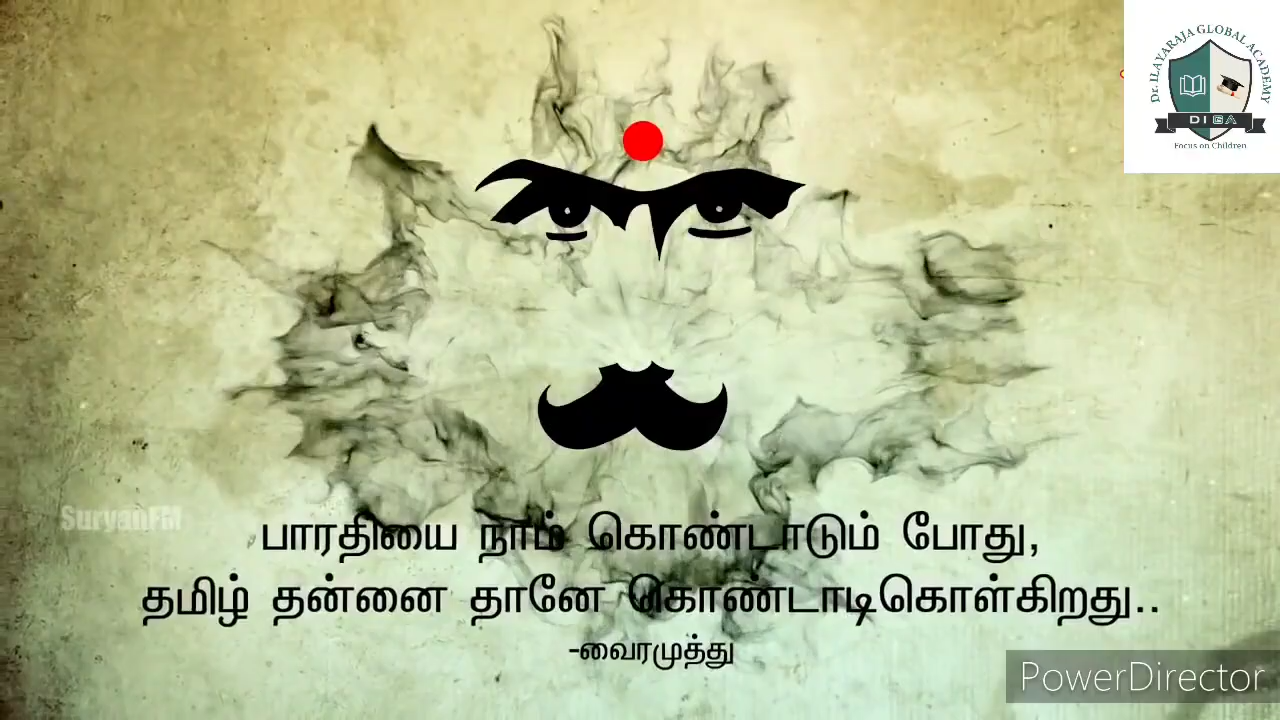 Dr. ILAYARAJA GLOBAL ACADEMY
DIGA
Focus on Children
SuryanFM
பாரதியை நாம் கொண்டாடும் போது,
தமிழ் தன்னை தானே கொண்டாடிகொள்கிறது..
-வைரமுத்து
PowerDirector